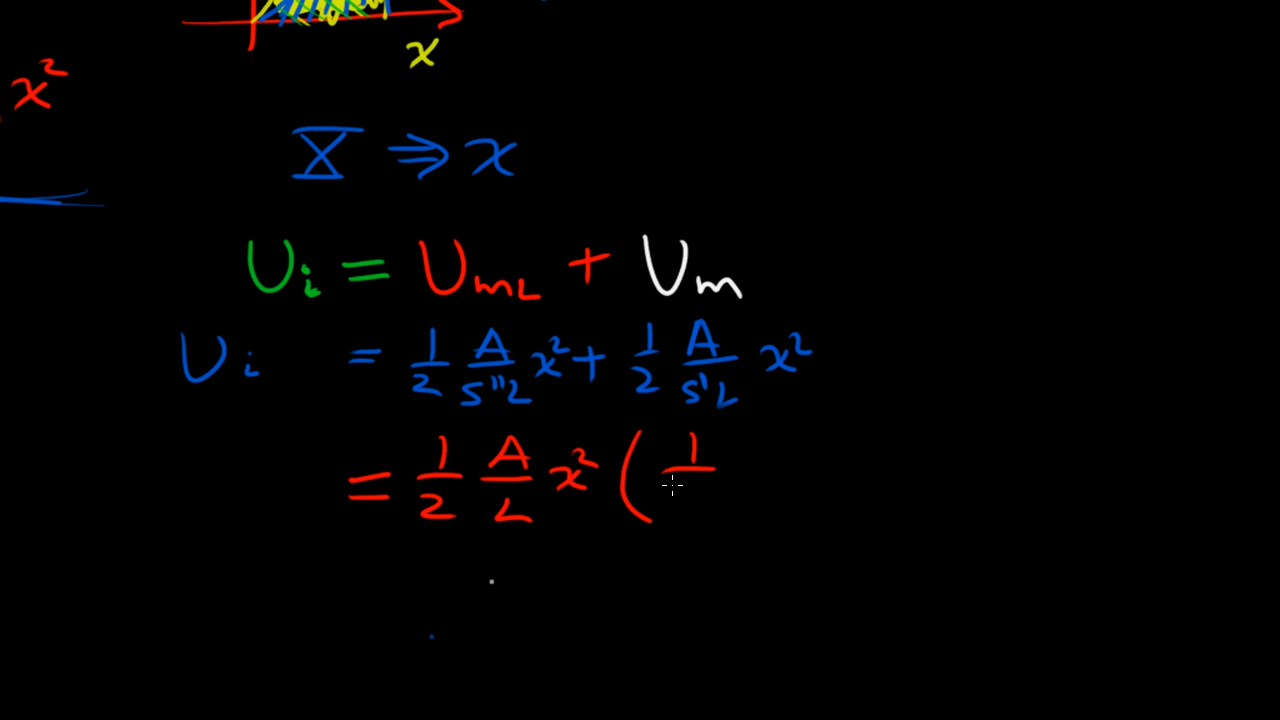 x
x²
X ⇒ x
Ui = UmL + Um
Ui = 1/2 A/s"L x² + 1/2 A/s'L x²
= 1/2 A/L x² ( 1/